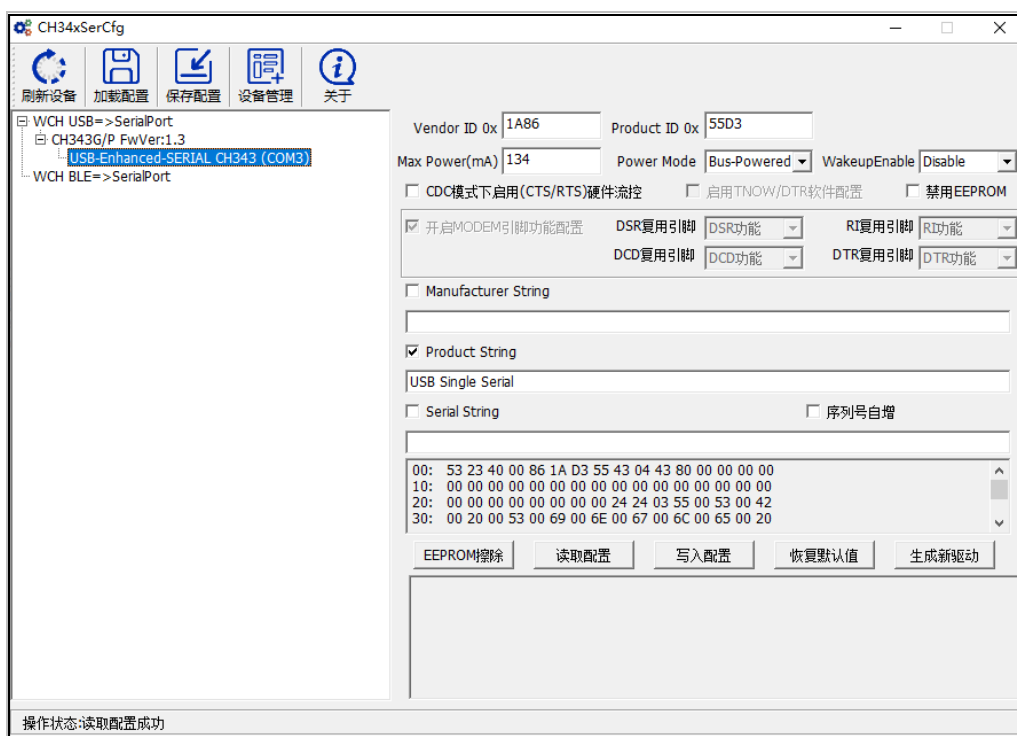 CH34xSerCfg
刷新设备 加载配置 保存配置 设备管理 关于
WCH USB=>SerialPort
CH343G/P FwVer:1.3
USB-Enhanced-SERIAL CH343 (COM3)
WCH BLE=>SerialPort
Vendor ID 0x 1A86 Product ID 0x 55D3
Max Power(mA) 134 Power Mode Bus-Powered WakeupEnable Disable
CDC模式下启用(CTS/RTS)硬件流控 启用TNOW/DTR软件配置 禁用EEPROM
开启MODEM引脚功能配置 DSR复用引脚 DSR功能 RI复用引脚 RI功能
DCD复用引脚 DCD功能 DTR复用引脚 DTR功能
Manufacturer String
Product String
USB Single Serial
Serial String 序列号自增
00: 53 23 40 00 86 1A D3 55 43 04 43 80 00 00 00 00
10: 00 00 00 00 00 00 00 00 00 00 00 00 00 00 00 00
20: 00 00 00 00 00 00 00 00 24 24 03 55 00 53 00 42
30: 00 20 00 53 00 69 00 6E 00 67 00 6C 00 65 00 20
EEPROM擦除 读取配置 写入配置 恢复默认值 生成新驱动
操作状态:读取配置成功